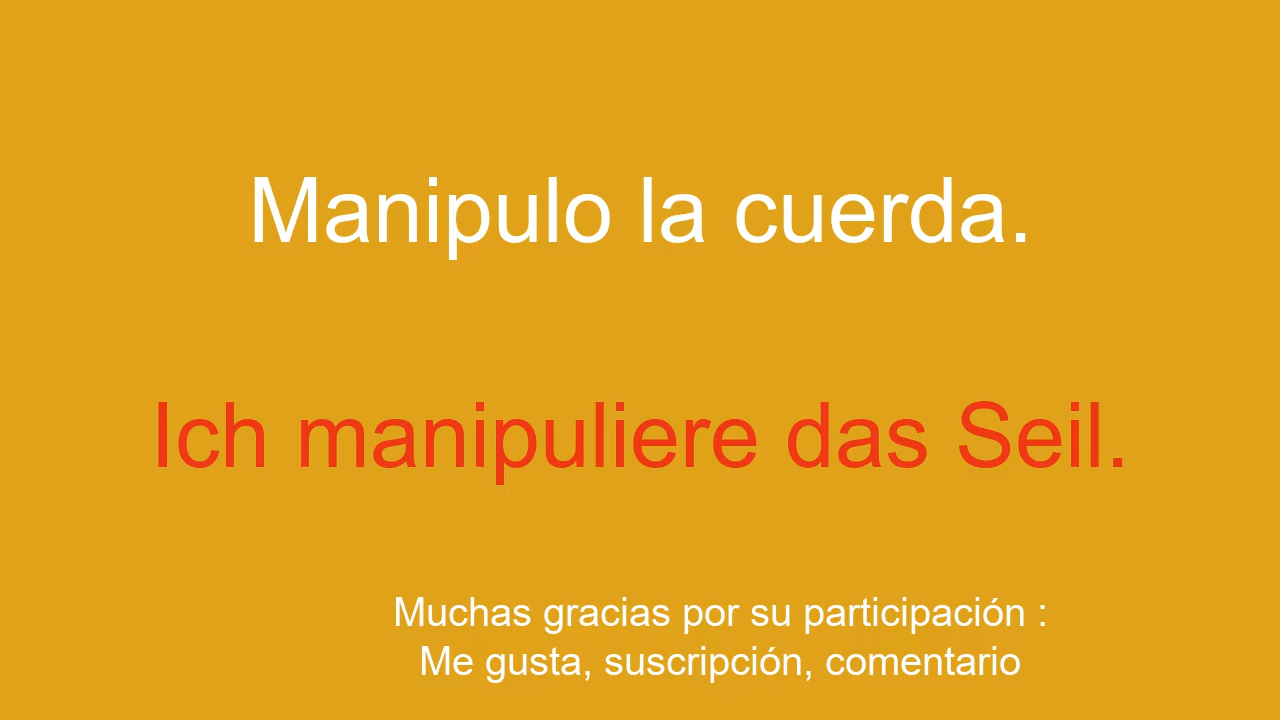 Manipulo la cuerda.
Ich manipuliere das Seil.
Muchas gracias por su participación :
Me gusta, suscripción, comentario